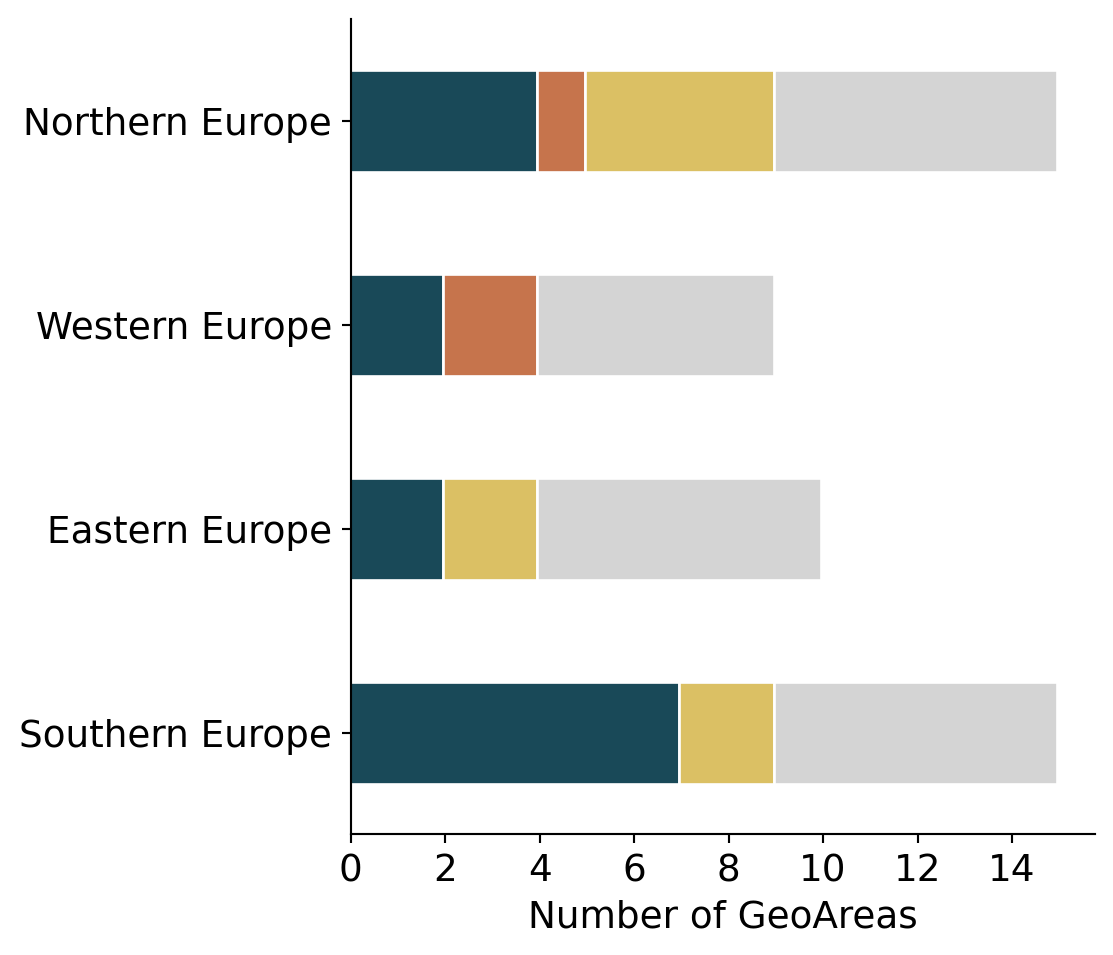 Northern Europe
Western Europe
Eastern Europe
Southern Europe
0 2 4 6 8 10 12 14
Number of GeoAreas